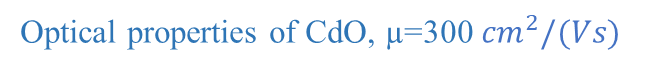 Optical properties of CdO, μ=300 cm²/(Vs)